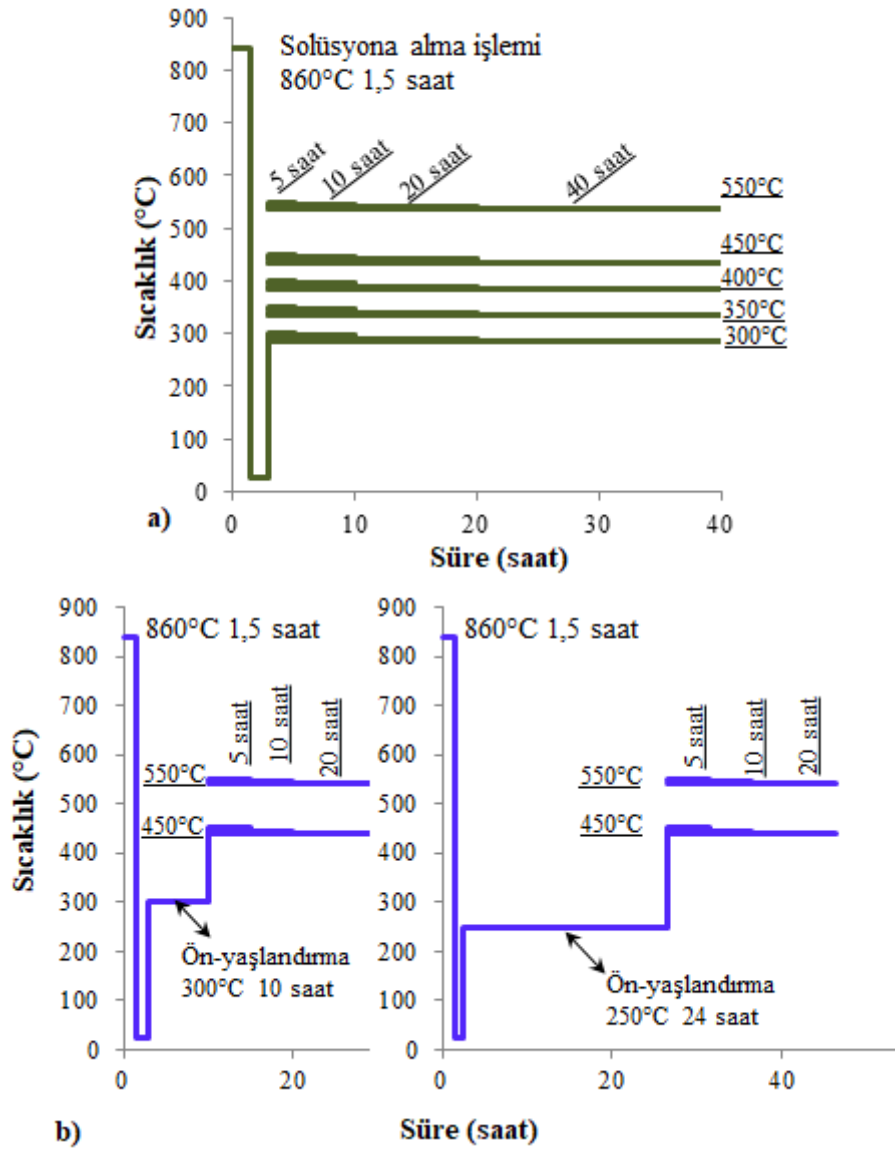 900
800
700
600
500
400
300
200
100
0
Sıcaklık (°C)
Solüsyona alma işlemi
860°C 1,5 saat
5 saat
10 saat
20 saat
40 saat
550°C
450°C
400°C
350°C
300°C
0
10
20
30
40
a)
Süre (saat)
900
800
700
600
500
400
300
200
100
0
Sıcaklık (°C)
860°C 1,5 saat
5 saat
10 saat
20 saat
550°C
450°C
Ön-yaşlandırma
300°C 10 saat
0
20
900
800
700
600
500
400
300
200
100
0
860°C 1,5 saat
5 saat
10 saat
20 saat
550°C
450°C
Ön-yaşlandırma
250°C 24 saat
0
20
40
b)
Süre (saat)